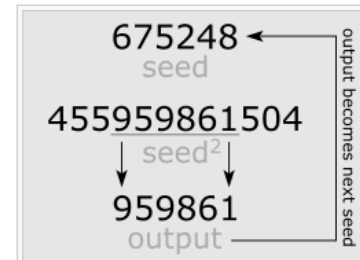 675248
seed
455959861504
seed²
959861
output
output becomes next seed